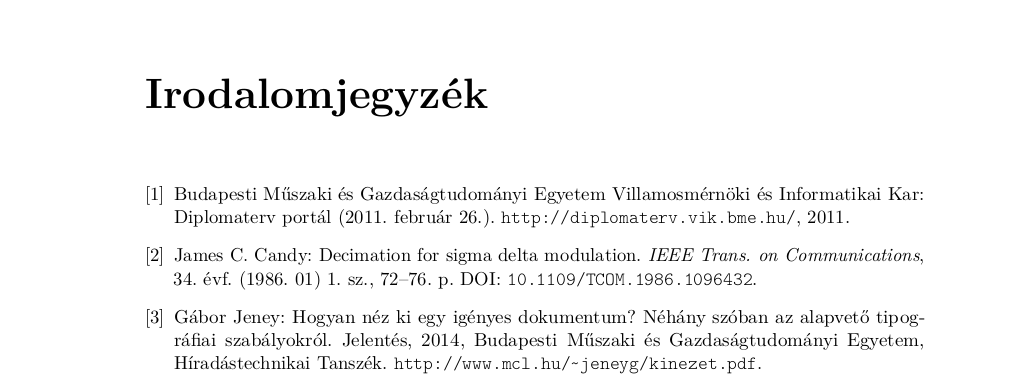 Irodalomjegyzék
[1] Budapesti Műszaki és Gazdaságtudományi Egyetem Villamosmérnöki és Informatikai Kar:
Diplomaterv portál (2011. február 26.). http://diplomaterv.vik.bme.hu/, 2011.
[2] James C. Candy: Decimation for sigma delta modulation. IEEE Trans. on Communications,
34. évf. (1986. 01) 1. sz., 72–76. p. DOI: 10.1109/TCOM.1986.1096432.
[3] Gábor Jeney: Hogyan néz ki egy igényes dokumentum? Néhány szóban az alapvető tipog-
ráfiai szabályokról. Jelentés, 2014, Budapesti Műszaki és Gazdaságtudományi Egyetem,
Híradástechnikai Tanszék. http://www.mcl.hu/~jeneyg/kinezet.pdf.